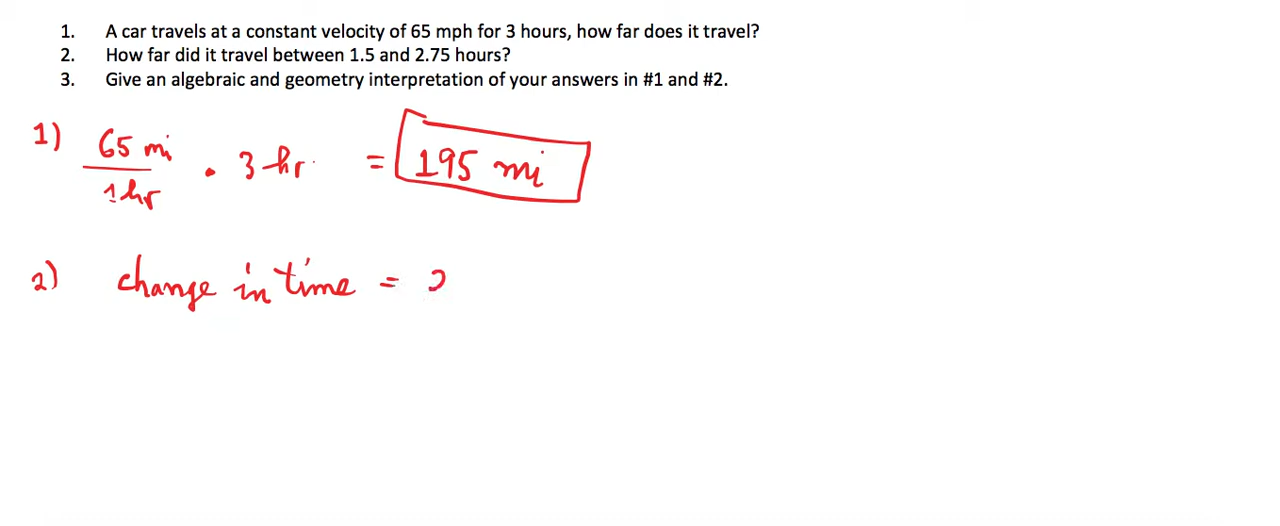 1. A car travels at a constant velocity of 65 mph for 3 hours, how far does it travel?
2. How far did it travel between 1.5 and 2.75 hours?
3. Give an algebraic and geometry interpretation of your answers in #1 and #2.
1) 65 mi / 1 hr · 3 hr = 195 mi
2) change in time = 2